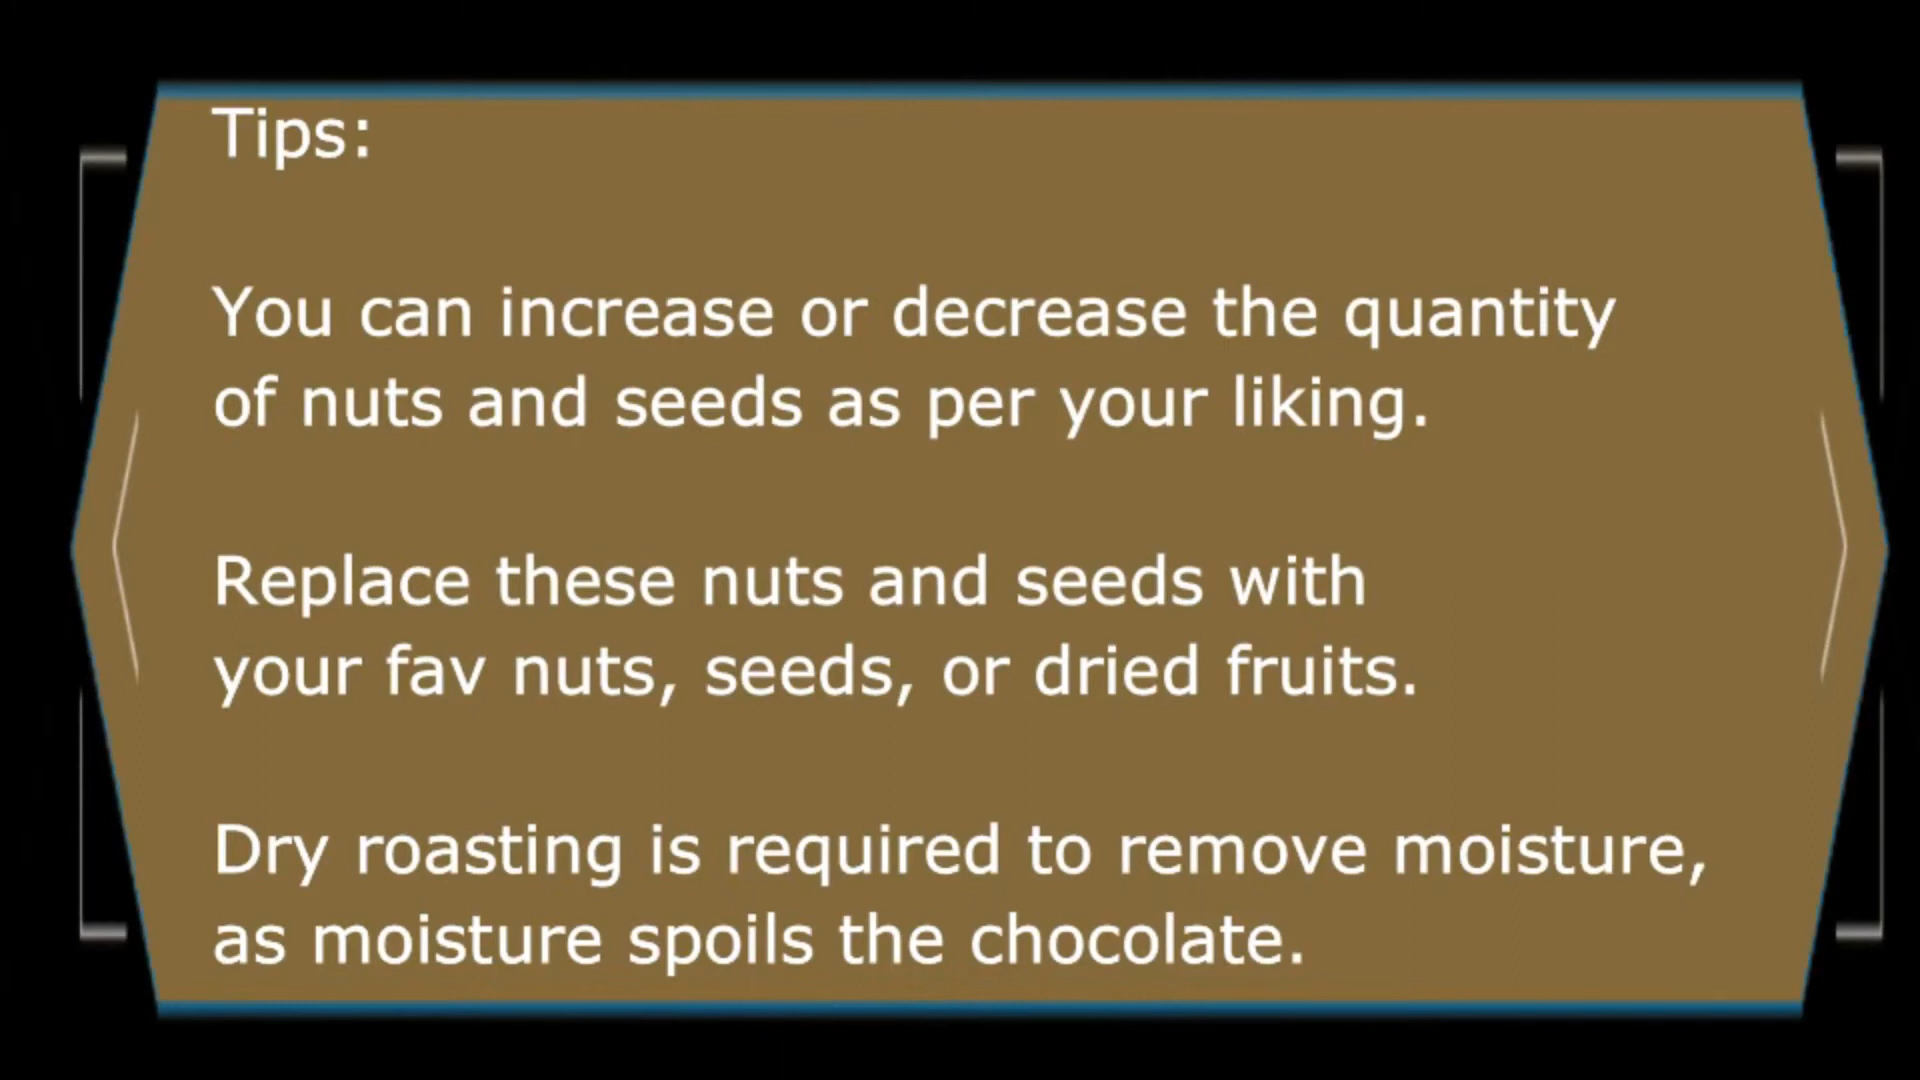 Tips:
You can increase or decrease the quantity
of nuts and seeds as per your liking.
Replace these nuts and seeds with
your fav nuts, seeds, or dried fruits.
Dry roasting is required to remove moisture,
as moisture spoils the chocolate.